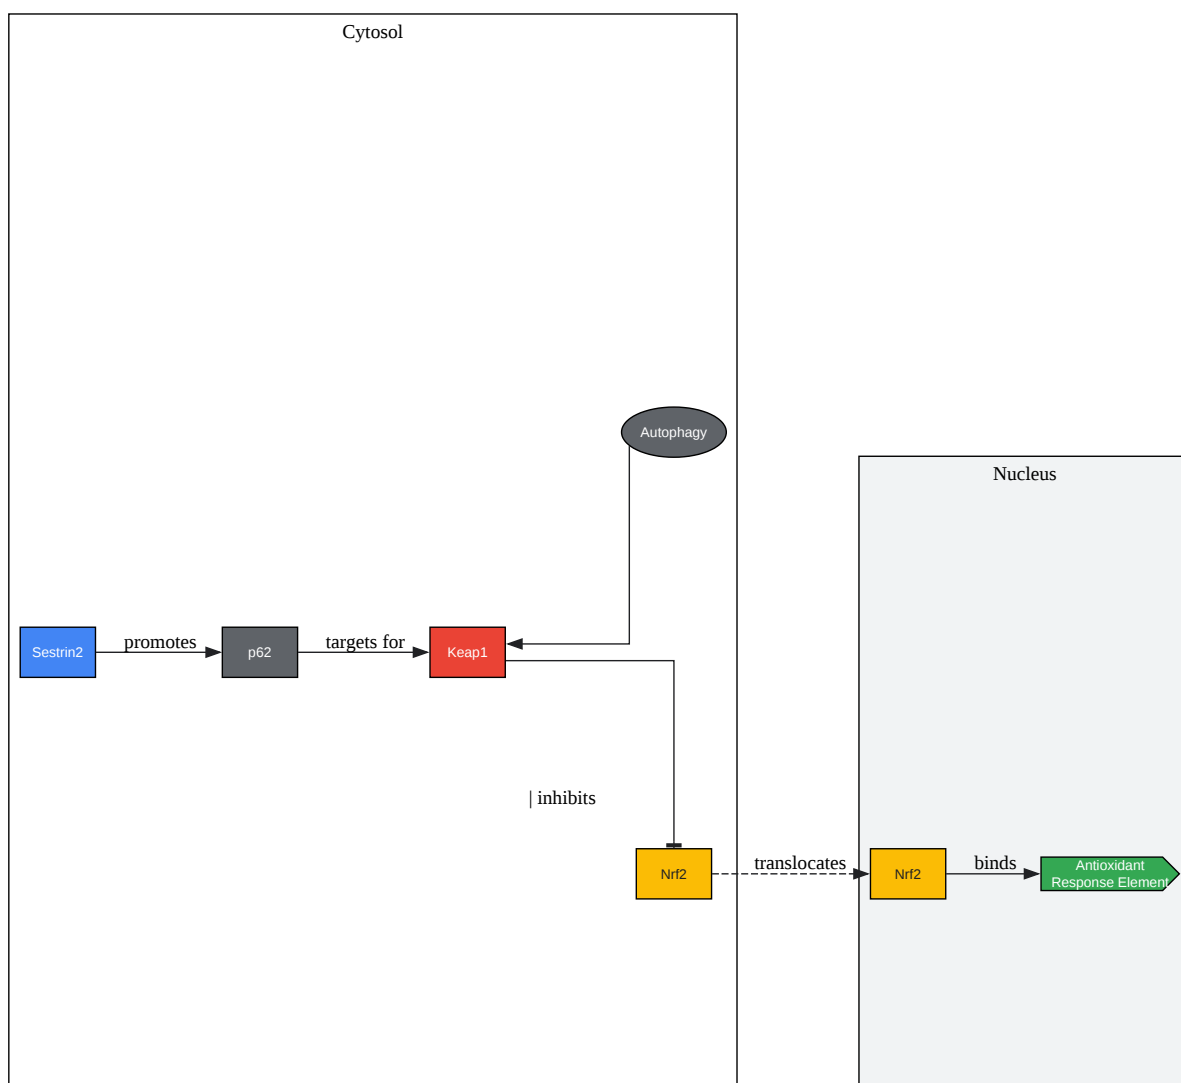 Cytosol
Autophagy
Nucleus
Sestrin2
promotes
p62
targets for
Keap1
| inhibits
Nrf2
translocates
Nrf2
binds
Antioxidant
Response Element